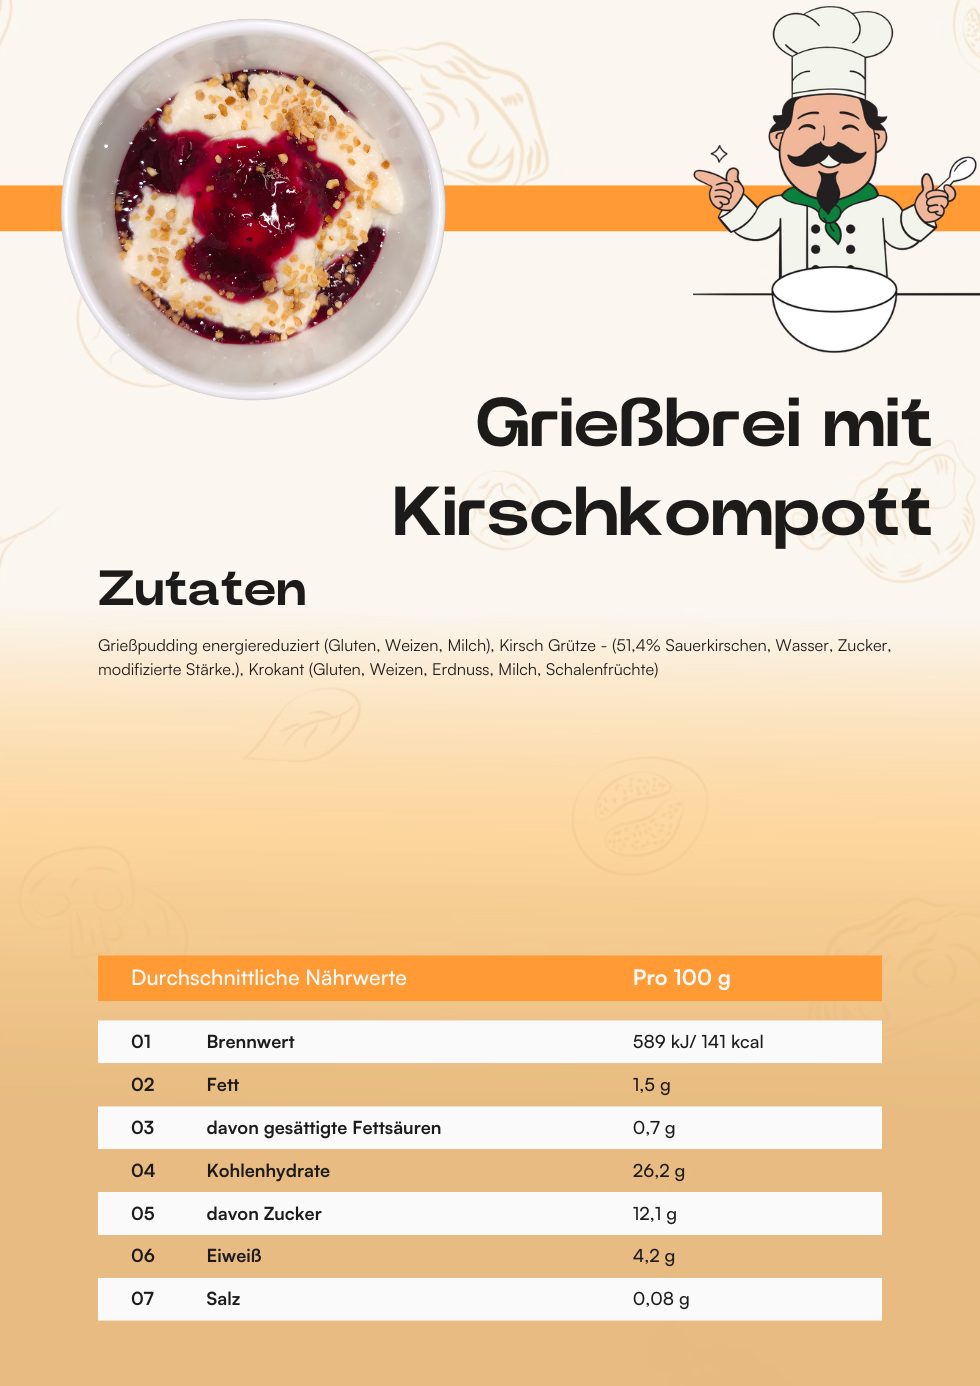 Grießbrei mit
Kirschkompott
Zutaten
Grießpudding energiereduziert (Gluten, Weizen, Milch), Kirsch Grütze - (51,4% Sauerkirschen, Wasser, Zucker,
modifizierte Stärke.), Krokant (Gluten, Weizen, Erdnuss, Milch, Schalenfrüchte)
Durchschnittliche Nährwerte Pro 100 g
01 Brennwert 589 kJ/ 141 kcal
02 Fett 1,5 g
03 davon gesättigte Fettsäuren 0,7 g
04 Kohlenhydrate 26,2 g
05 davon Zucker 12,1 g
06 Eiweiß 4,2 g
07 Salz 0,08 g